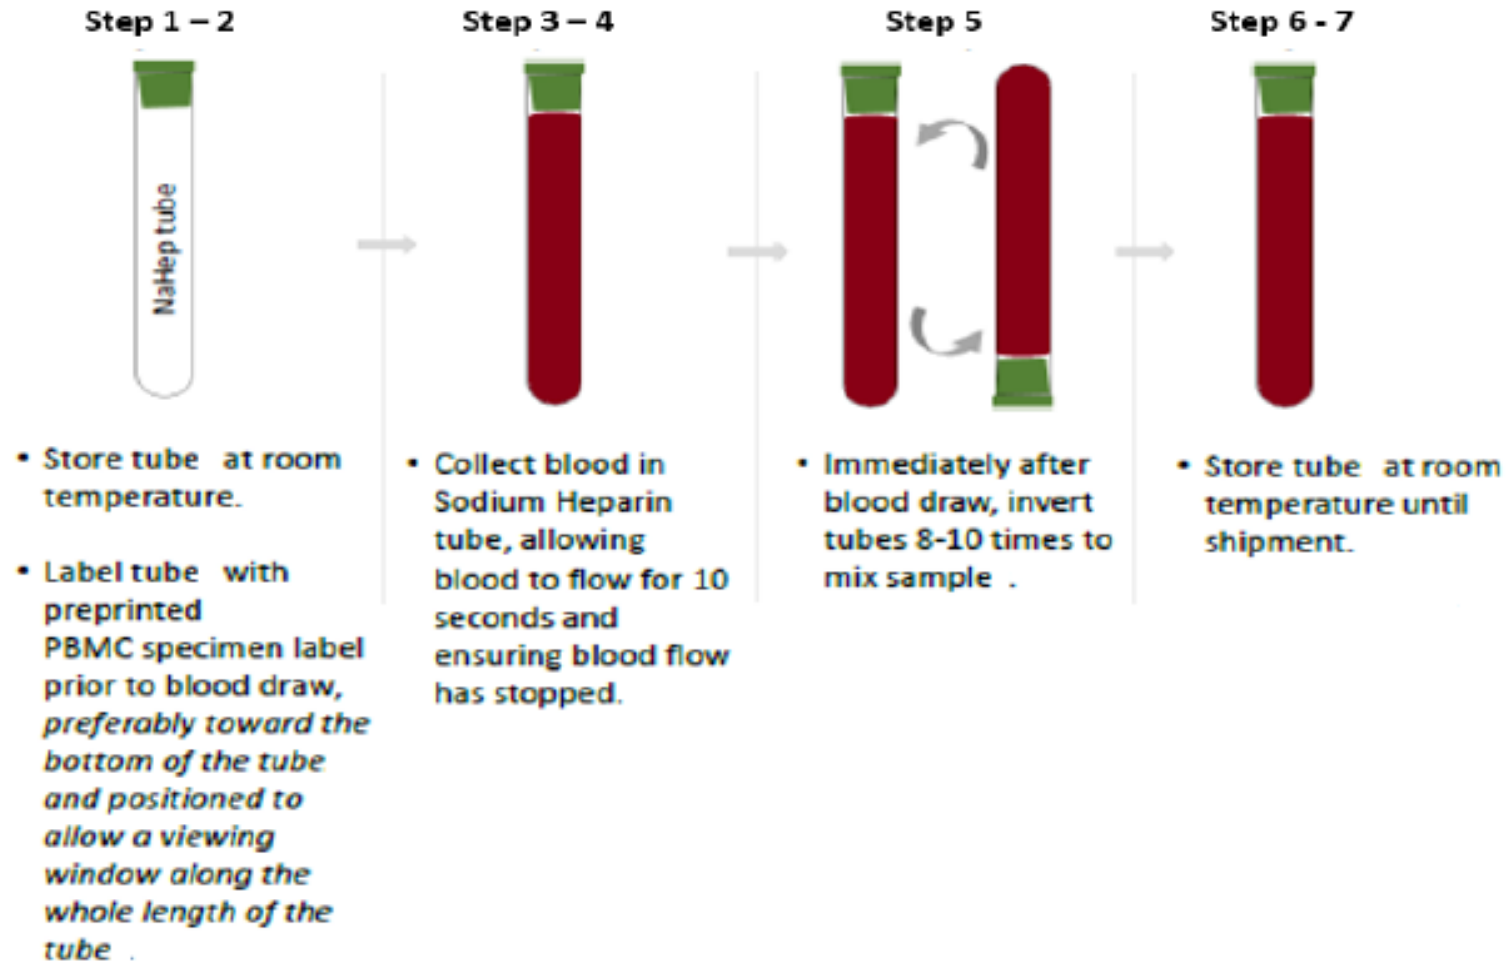 Step 1 – 2
NaHep tube
• Store tube at room
temperature.
• Label tube with
preprinted
PBMC specimen label
prior to blood draw,
preferably toward the
bottom of the tube
and positioned to
allow a viewing
window along the
whole length of the
tube .
Step 3 – 4
• Collect blood in
Sodium Heparin
tube, allowing
blood to flow for 10
seconds and
ensuring blood flow
has stopped.
Step 5
• Immediately after
blood draw, invert
tubes 8-10 times to
mix sample .
Step 6 - 7
• Store tube at room
temperature until
shipment.